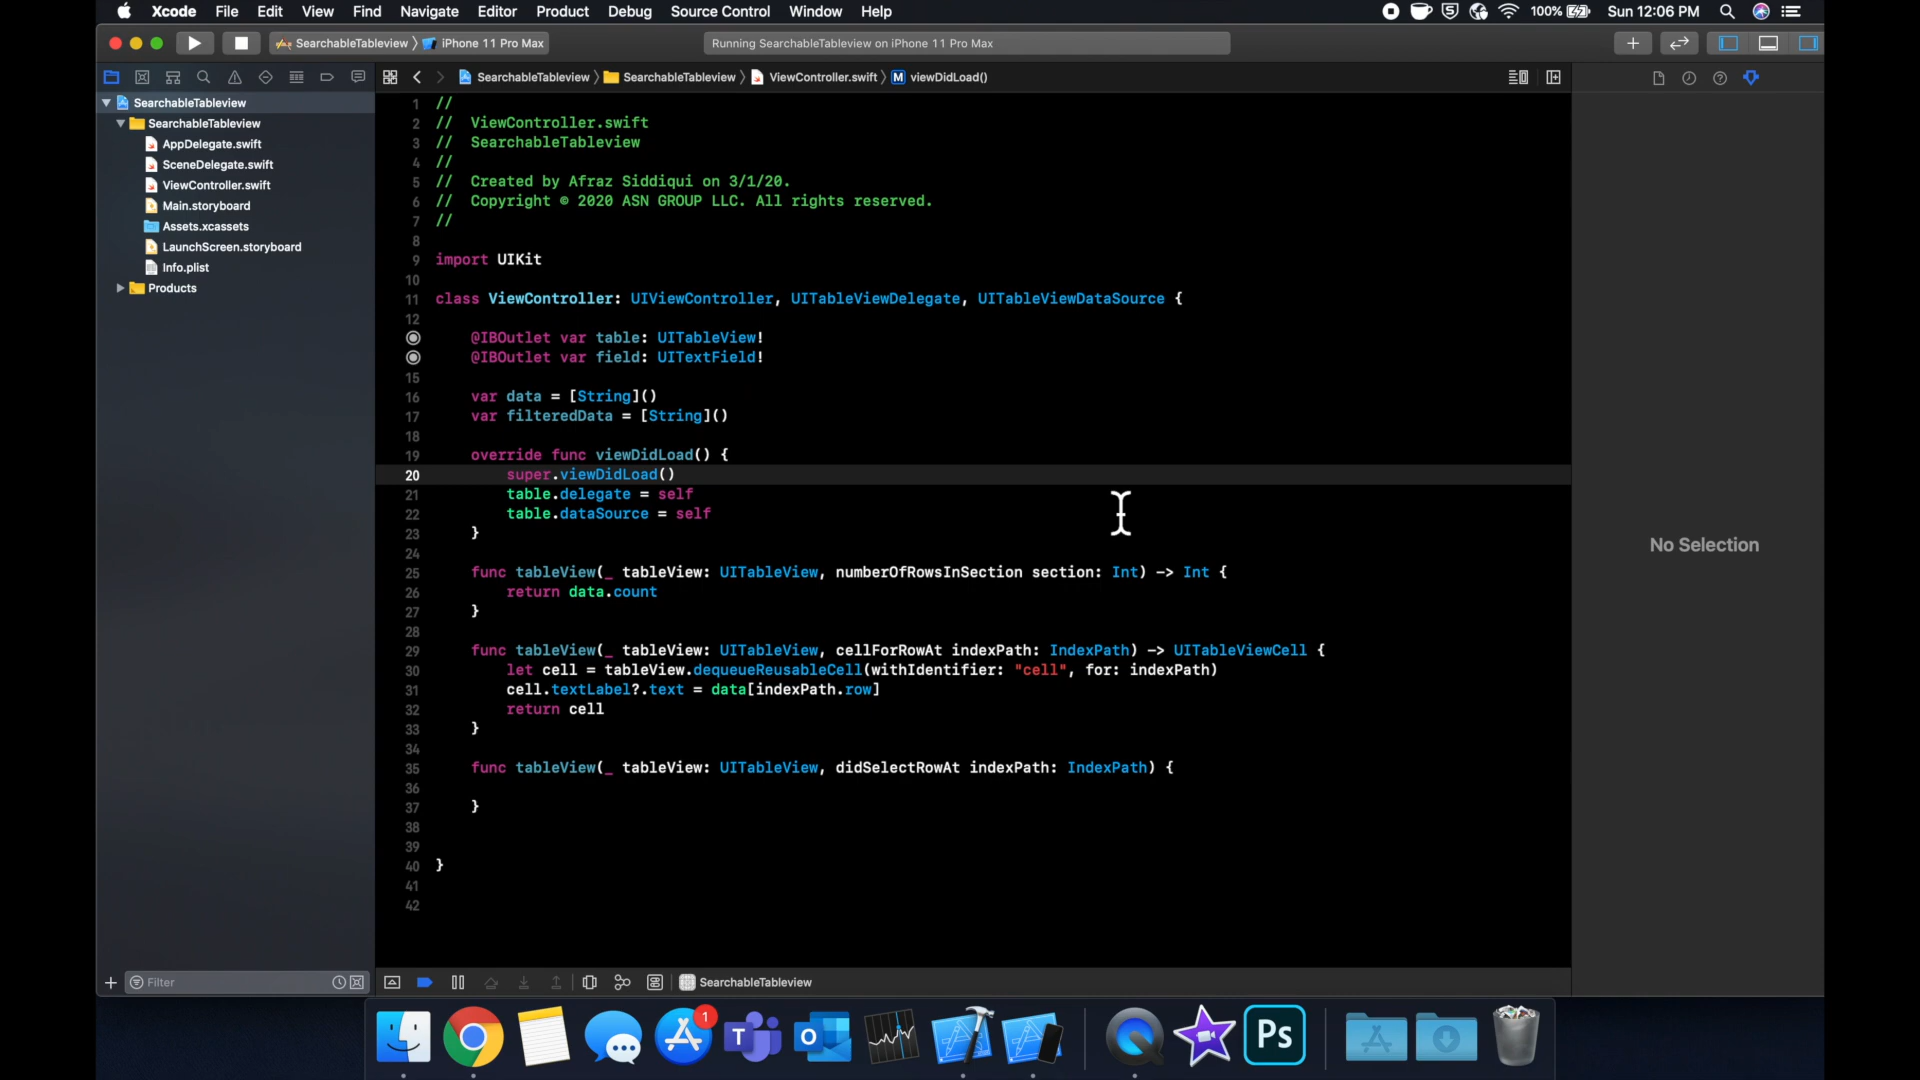 Xcode File Edit View Find Navigate Editor Product Debug Source Control Window Help 100% Sun 12:06 PM
SearchableTableview iPhone 11 Pro Max Running SearchableTableview on iPhone 11 Pro Max
SearchableTableview SearchableTableview ViewController.swift M viewDidLoad()
SearchableTableview
SearchableTableview
AppDelegate.swift
SceneDelegate.swift
ViewController.swift
Main.storyboard
Assets.xcassets
LaunchScreen.storyboard
Info.plist
Products
1 //
2 // ViewController.swift
3 // SearchableTableview
4 //
5 // Created by Afraz Siddiqui on 3/1/20.
6 // Copyright © 2020 ASN GROUP LLC. All rights reserved.
7 //
8
9 import UIKit
10
11 class ViewController: UIViewController, UITableViewDelegate, UITableViewDataSource {
12
@IBOutlet var table: UITableView!
@IBOutlet var field: UITextField!
15
16 var data = [String]()
17 var filteredData = [String]()
18
19 override func viewDidLoad() {
20 super.viewDidLoad()
21 table.delegate = self
22 table.dataSource = self
23 }
24
25 func tableView(_ tableView: UITableView, numberOfRowsInSection section: Int) -> Int {
26 return data.count
27 }
28
29 func tableView(_ tableView: UITableView, cellForRowAt indexPath: IndexPath) -> UITableViewCell {
30 let cell = tableView.dequeueReusableCell(withIdentifier: "cell", for: indexPath)
31 cell.textLabel?.text = data[indexPath.row]
32 return cell
33 }
34
35 func tableView(_ tableView: UITableView, didSelectRowAt indexPath: IndexPath) {
36
37 }
38
39
40 }
41
42
No Selection
Filter
SearchableTableview
1
T
O
Ps